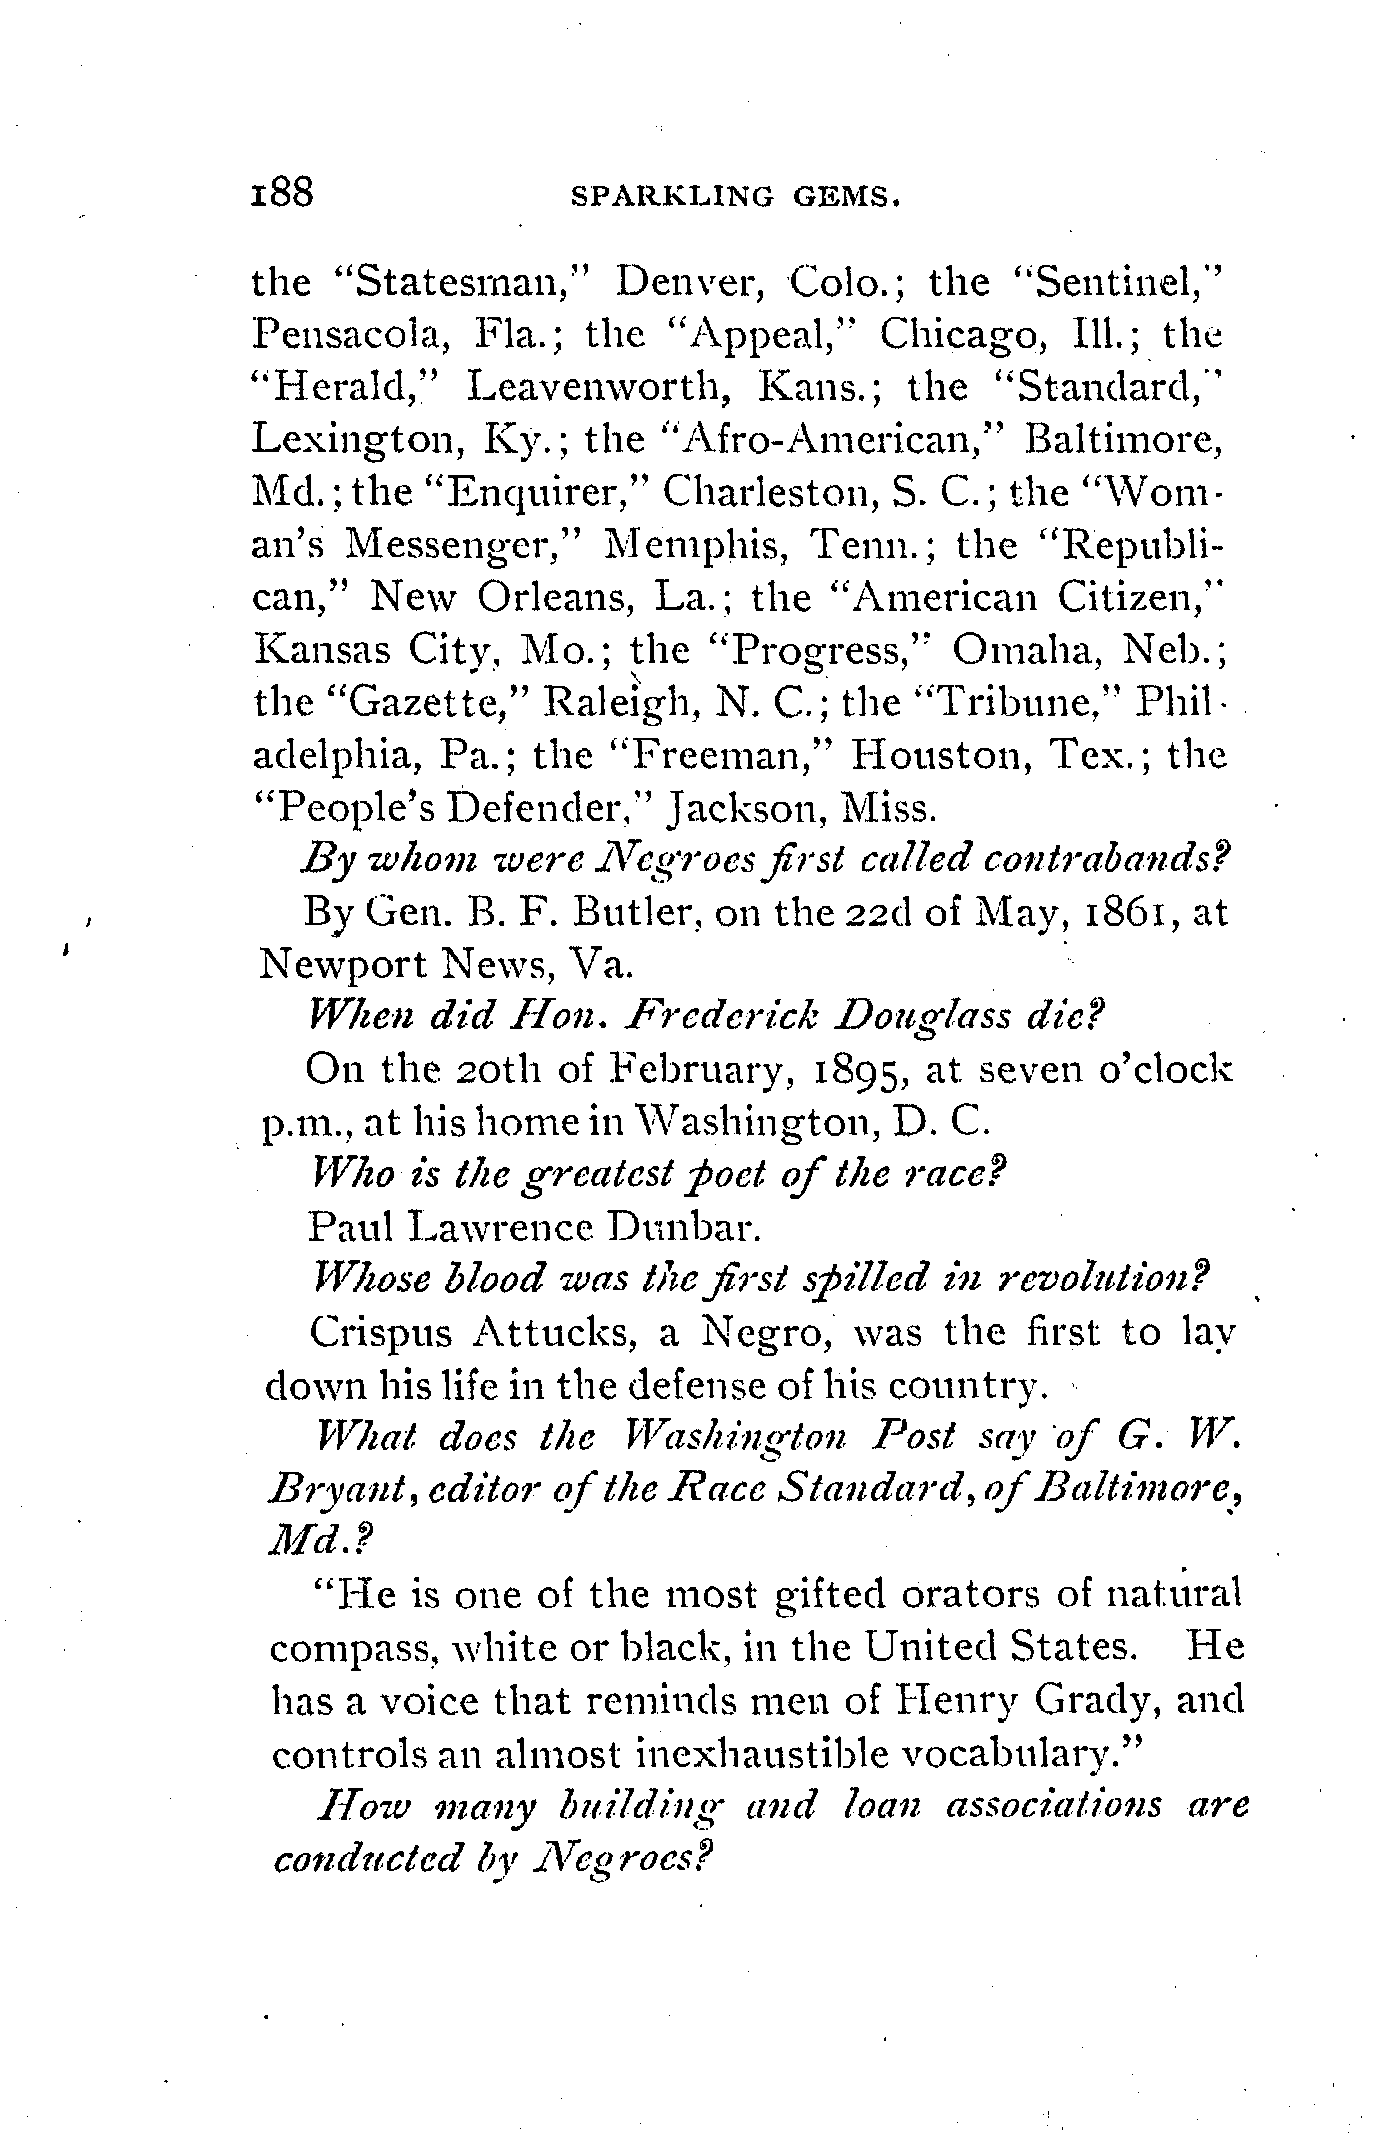 188 SPARKLING GEMS.
the "Statesman," Denver, Colo.; the "Sentinel,"
Pensacola, Fla.; the "Appeal," Chicago, Ill.; the
"Herald," Leavenworth, Kans.; the "Standard,"
Lexington, Ky.; the "Afro-American," Baltimore,
Md.; the "Enquirer," Charleston, S. C.; the "Wom-
an's Messenger," Memphis, Tenn.; the "Republi-
can," New Orleans, La.; the "American Citizen,"
Kansas City, Mo.; the "Progress," Omaha, Neb.;
the "Gazette," Raleigh, N. C.; the "Tribune," Phil-
adelphia, Pa.; the "Freeman," Houston, Tex.; the
"People's Defender," Jackson, Miss.
By whom were Negroes first called contrabands?
By Gen. B. F. Butler, on the 22d of May, 1861, at
Newport News, Va.
When did Hon. Frederick Douglass die?
On the 20th of February, 1895, at seven o'clock
p.m., at his home in Washington, D. C.
Who is the greatest poet of the race?
Paul Lawrence Dunbar.
Whose blood was the first spilled in revolution?
Crispus Attucks, a Negro, was the first to lay
down his life in the defense of his country.
What does the Washington Post say of G. W.
Bryant, editor of the Race Standard, of Baltimore,
Md.?
"He is one of the most gifted orators of natural
compass, white or black, in the United States. He
has a voice that reminds men of Henry Grady, and
controls an almost inexhaustible vocabulary."
How many building and loan associations are
conducted by Negroes?